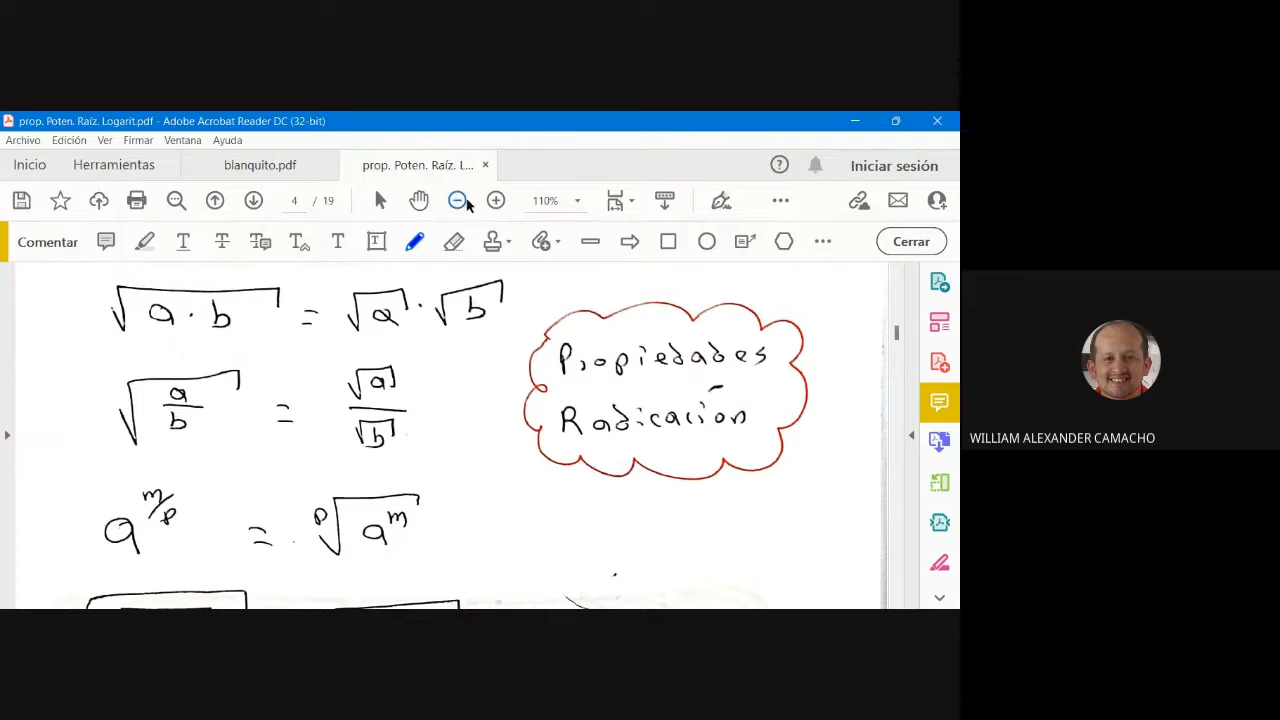 prop. Poten. Raíz. Logarit.pdf - Adobe Acrobat Reader DC (32-bit)
Archivo Edición Ver Firmar Ventana Ayuda
Inicio Herramientas blanquito.pdf prop. Poten. Raíz. L... × Iniciar sesión
4 / 19 110%
Comentar Cerrar
√(a · b) = √a · √b
√(a/b) = √a/√b
a^(m/p) = ᵖ√(a^m)
Propiedades
Radicación
WILLIAM ALEXANDER CAMACHO